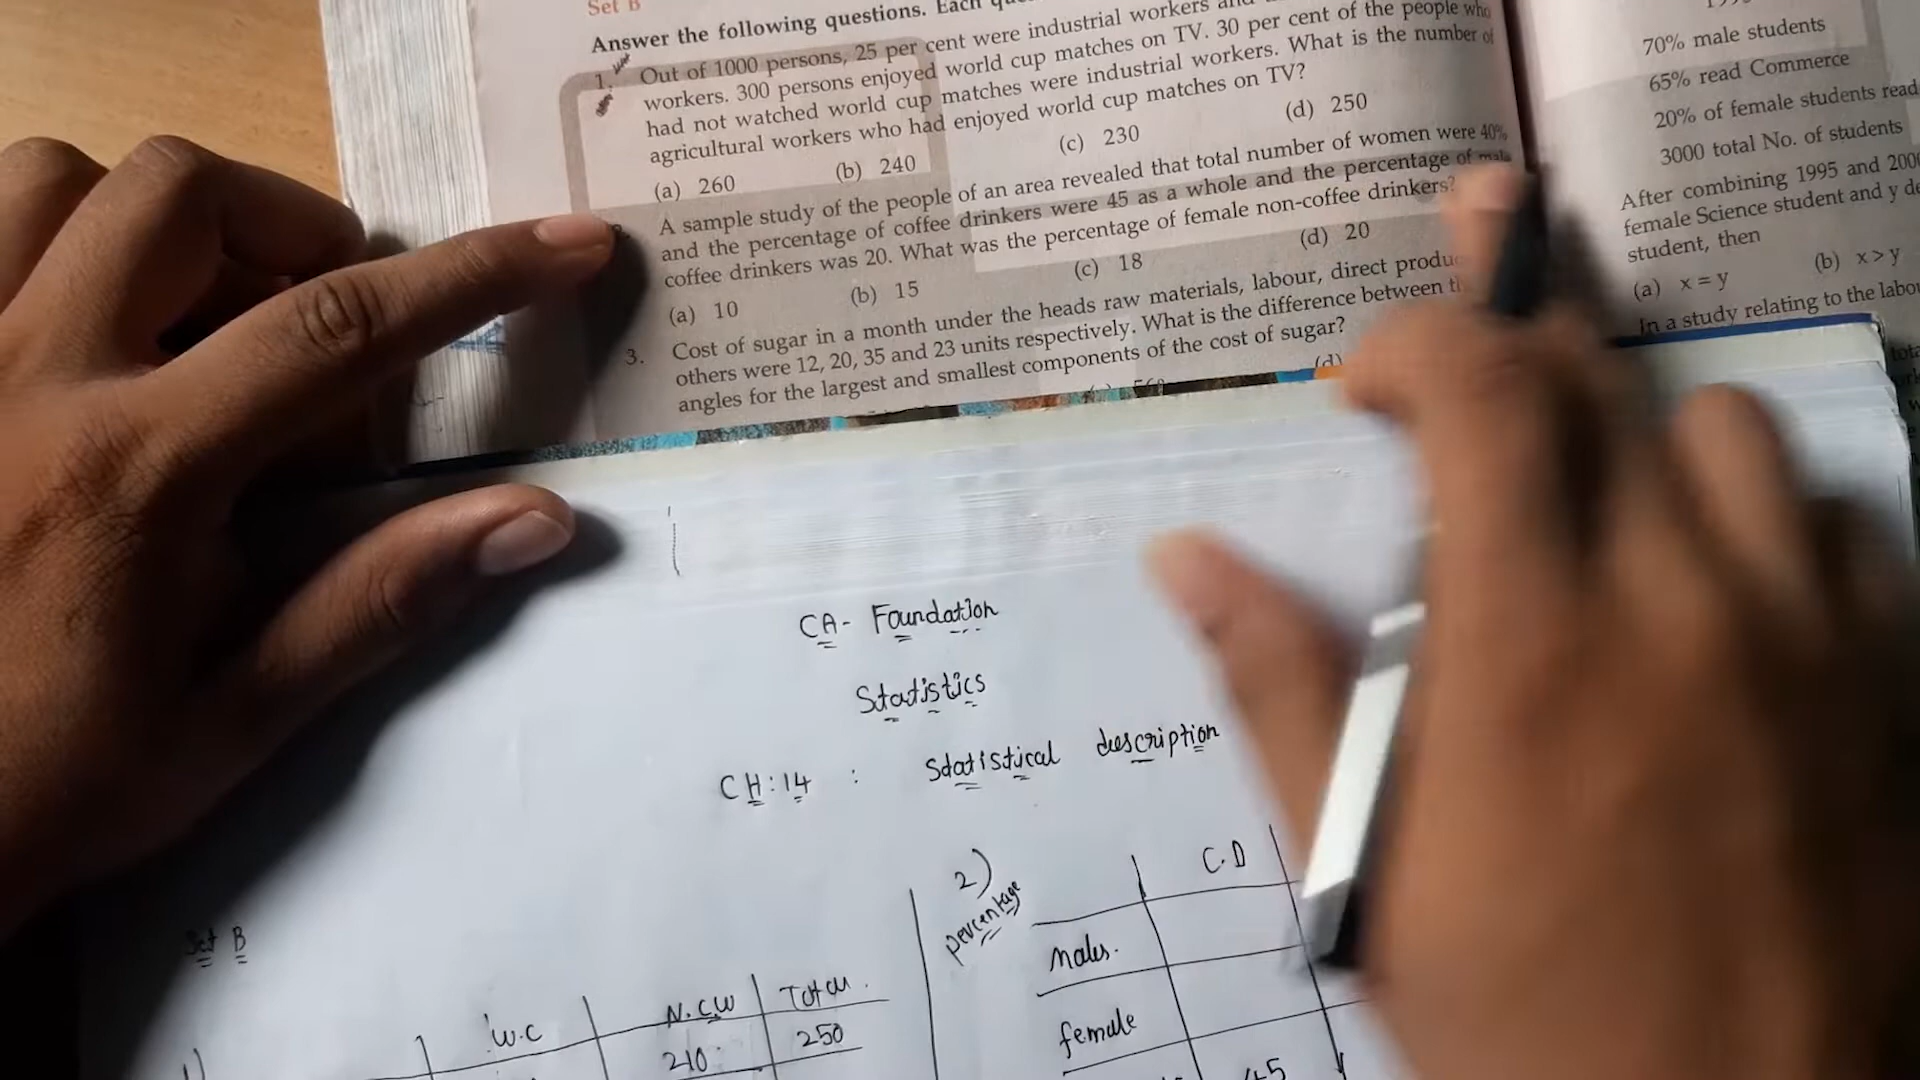 Set B
Answer the following questions. Each
1. Out of 1000 persons, 25 per cent were industrial workers and
workers. 300 persons enjoyed world cup matches on TV. 30 per cent of the people who
had not watched world cup matches were industrial workers. What is the number of
agricultural workers who had enjoyed world cup matches on TV?
(a) 260 (b) 240 (c) 230 (d) 250
A sample study of the people of an area revealed that total number of women were 40%
and the percentage of coffee drinkers were 45 as a whole and the percentage of male
coffee drinkers was 20. What was the percentage of female non-coffee drinkers?
(a) 10 (b) 15 (c) 18 (d) 20
3. Cost of sugar in a month under the heads raw materials, labour, direct
others were 12, 20, 35 and 23 units respectively. What is the difference between
angles for the largest and smallest components of the cost of sugar?
(d)
70% male students
65% read Commerce
20% of female students read
3000 total No. of students
After combining 1995 and
female Science student and y
student, then
(a) x = y (b) x > y
In a study relating to the
CA - Foundation
Statistics
CH : 14 : Statistical description
Set B
W.C N.C.W Total.
210 250
2)
percentage
C.D
males.
female
45